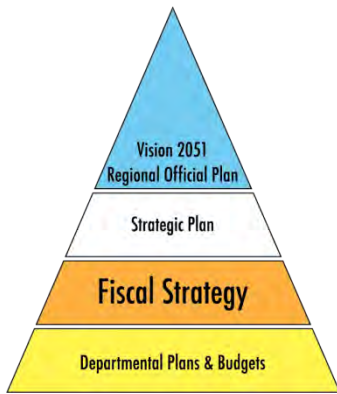 Vision 2051
Regional Official Plan
Strategic Plan
Fiscal Strategy
Departmental Plans & Budgets